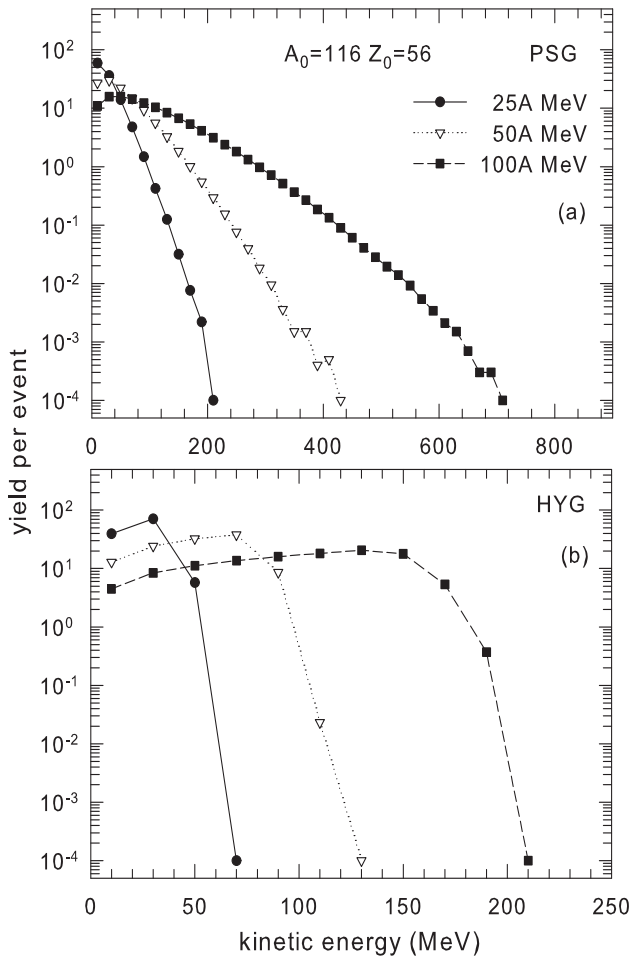 10²
A₀=116 Z₀=56
PSG
25A MeV
10¹
50A MeV
100A MeV
10⁰
(a)
10⁻¹
10⁻²
10⁻³
10⁻⁴
0
200
400
600
800
yield per event
10²
HYG
10¹
(b)
10⁰
10⁻¹
10⁻²
10⁻³
10⁻⁴
0
50
100
150
200
250
kinetic energy (MeV)